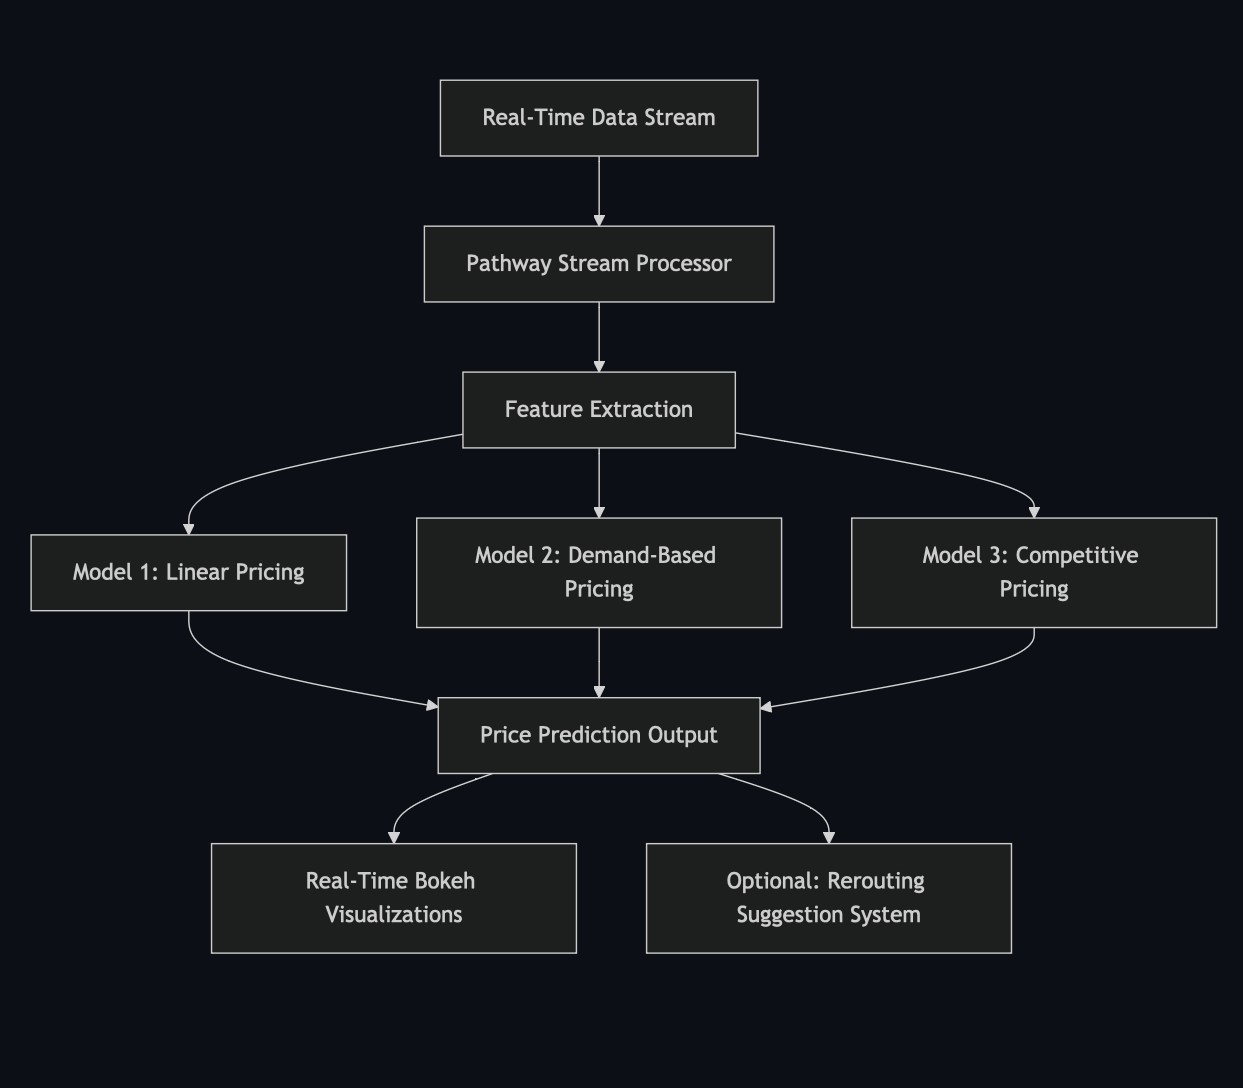 Real-Time Data Stream
Pathway Stream Processor
Feature Extraction
Model 1: Linear Pricing
Model 2: Demand-Based
Pricing
Model 3: Competitive
Pricing
Price Prediction Output
Real-Time Bokeh
Visualizations
Optional: Rerouting
Suggestion System